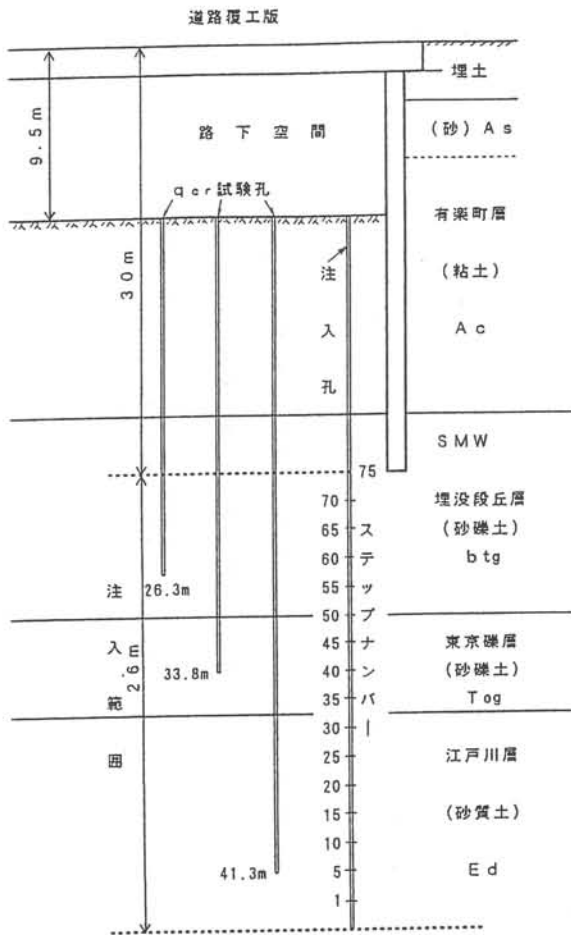 道路覆工版
埋土
9.5m
路下空間
(砂) As
qcr試験孔
有楽町層
30m
注入孔
(粘土)
Ac
SMW
75
70
埋没段丘層
65
(砂礫土)
60
btg
55
ステップナンバー
26.3m
50
45
東京礫層
40
(砂礫土)
33.8m
35
Tog
30
注入範囲
26m
25
江戸川層
20
15
(砂質土)
10
41.3m
5
Ed
1